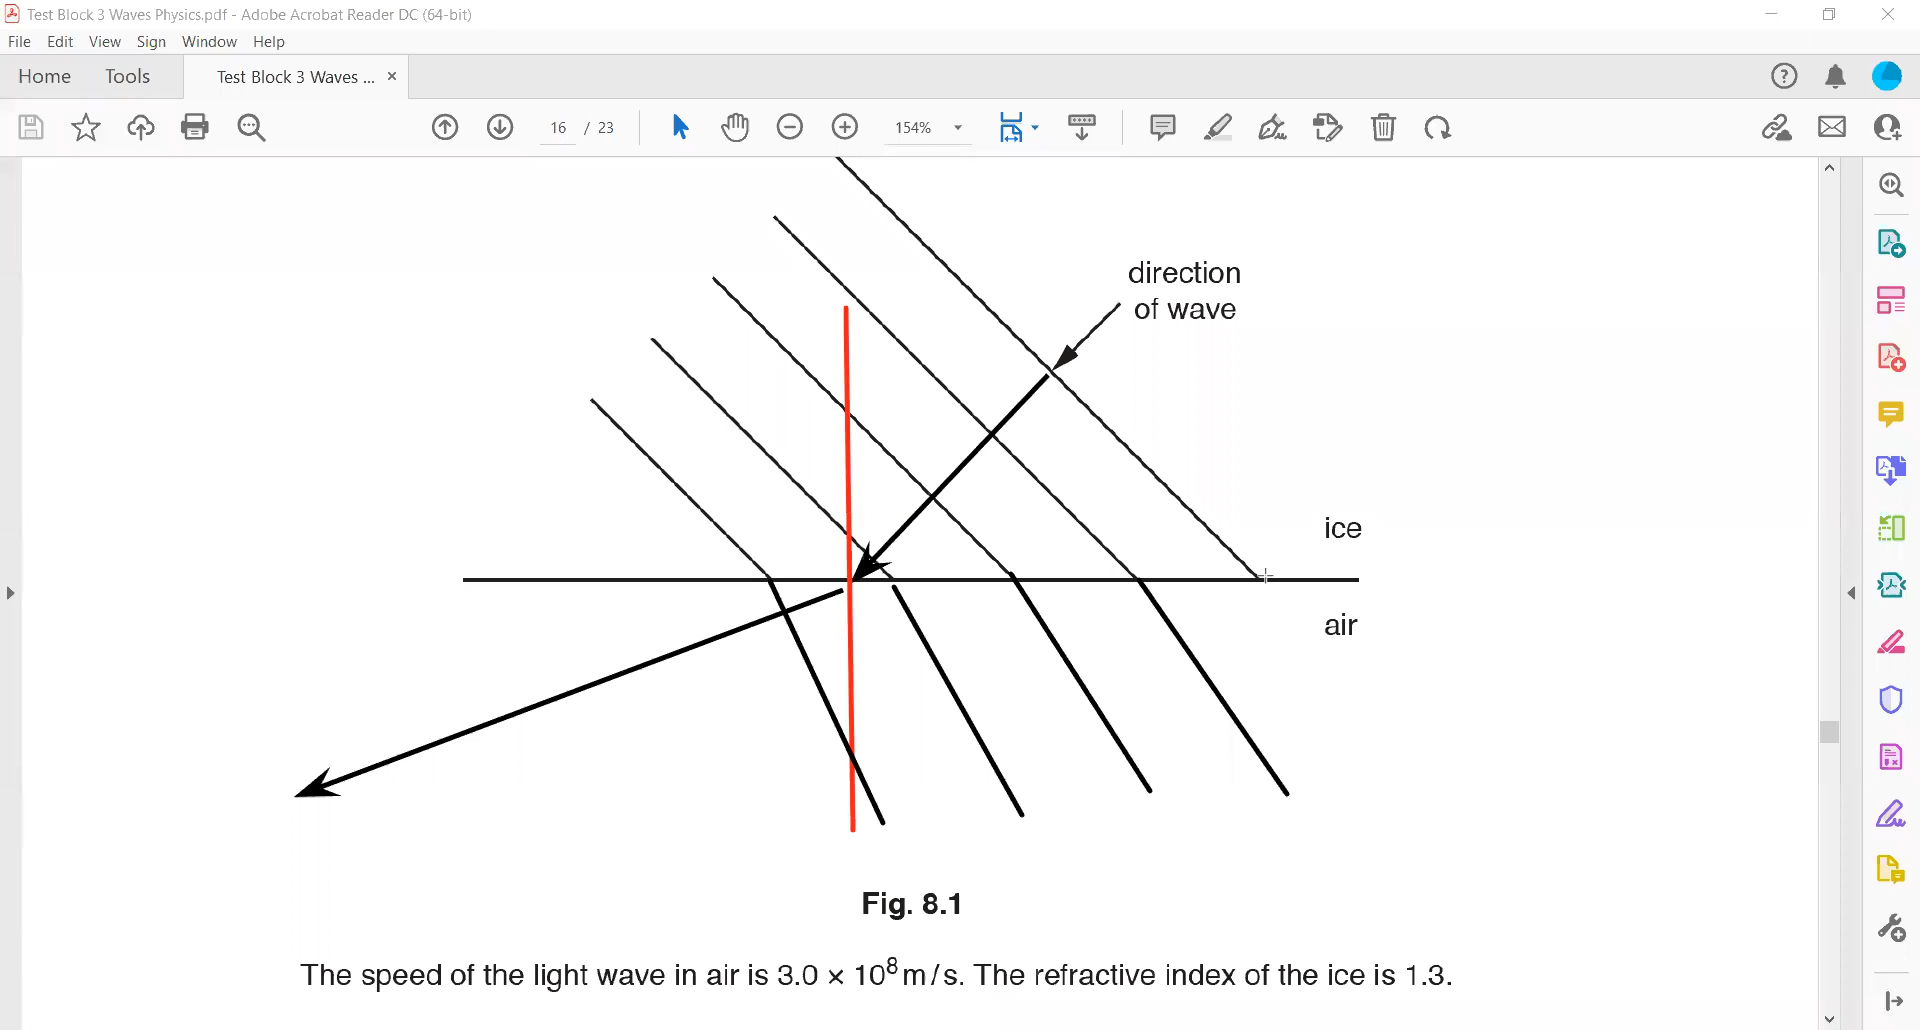 Test Block 3 Waves Physics.pdf - Adobe Acrobat Reader DC (64-bit)
File Edit View Sign Window Help
Home Tools Test Block 3 Waves ... ×
16 / 23 154%
direction
of wave
ice
air
Fig. 8.1
The speed of the light wave in air is 3.0 × 10⁸ m/s. The refractive index of the ice is 1.3.